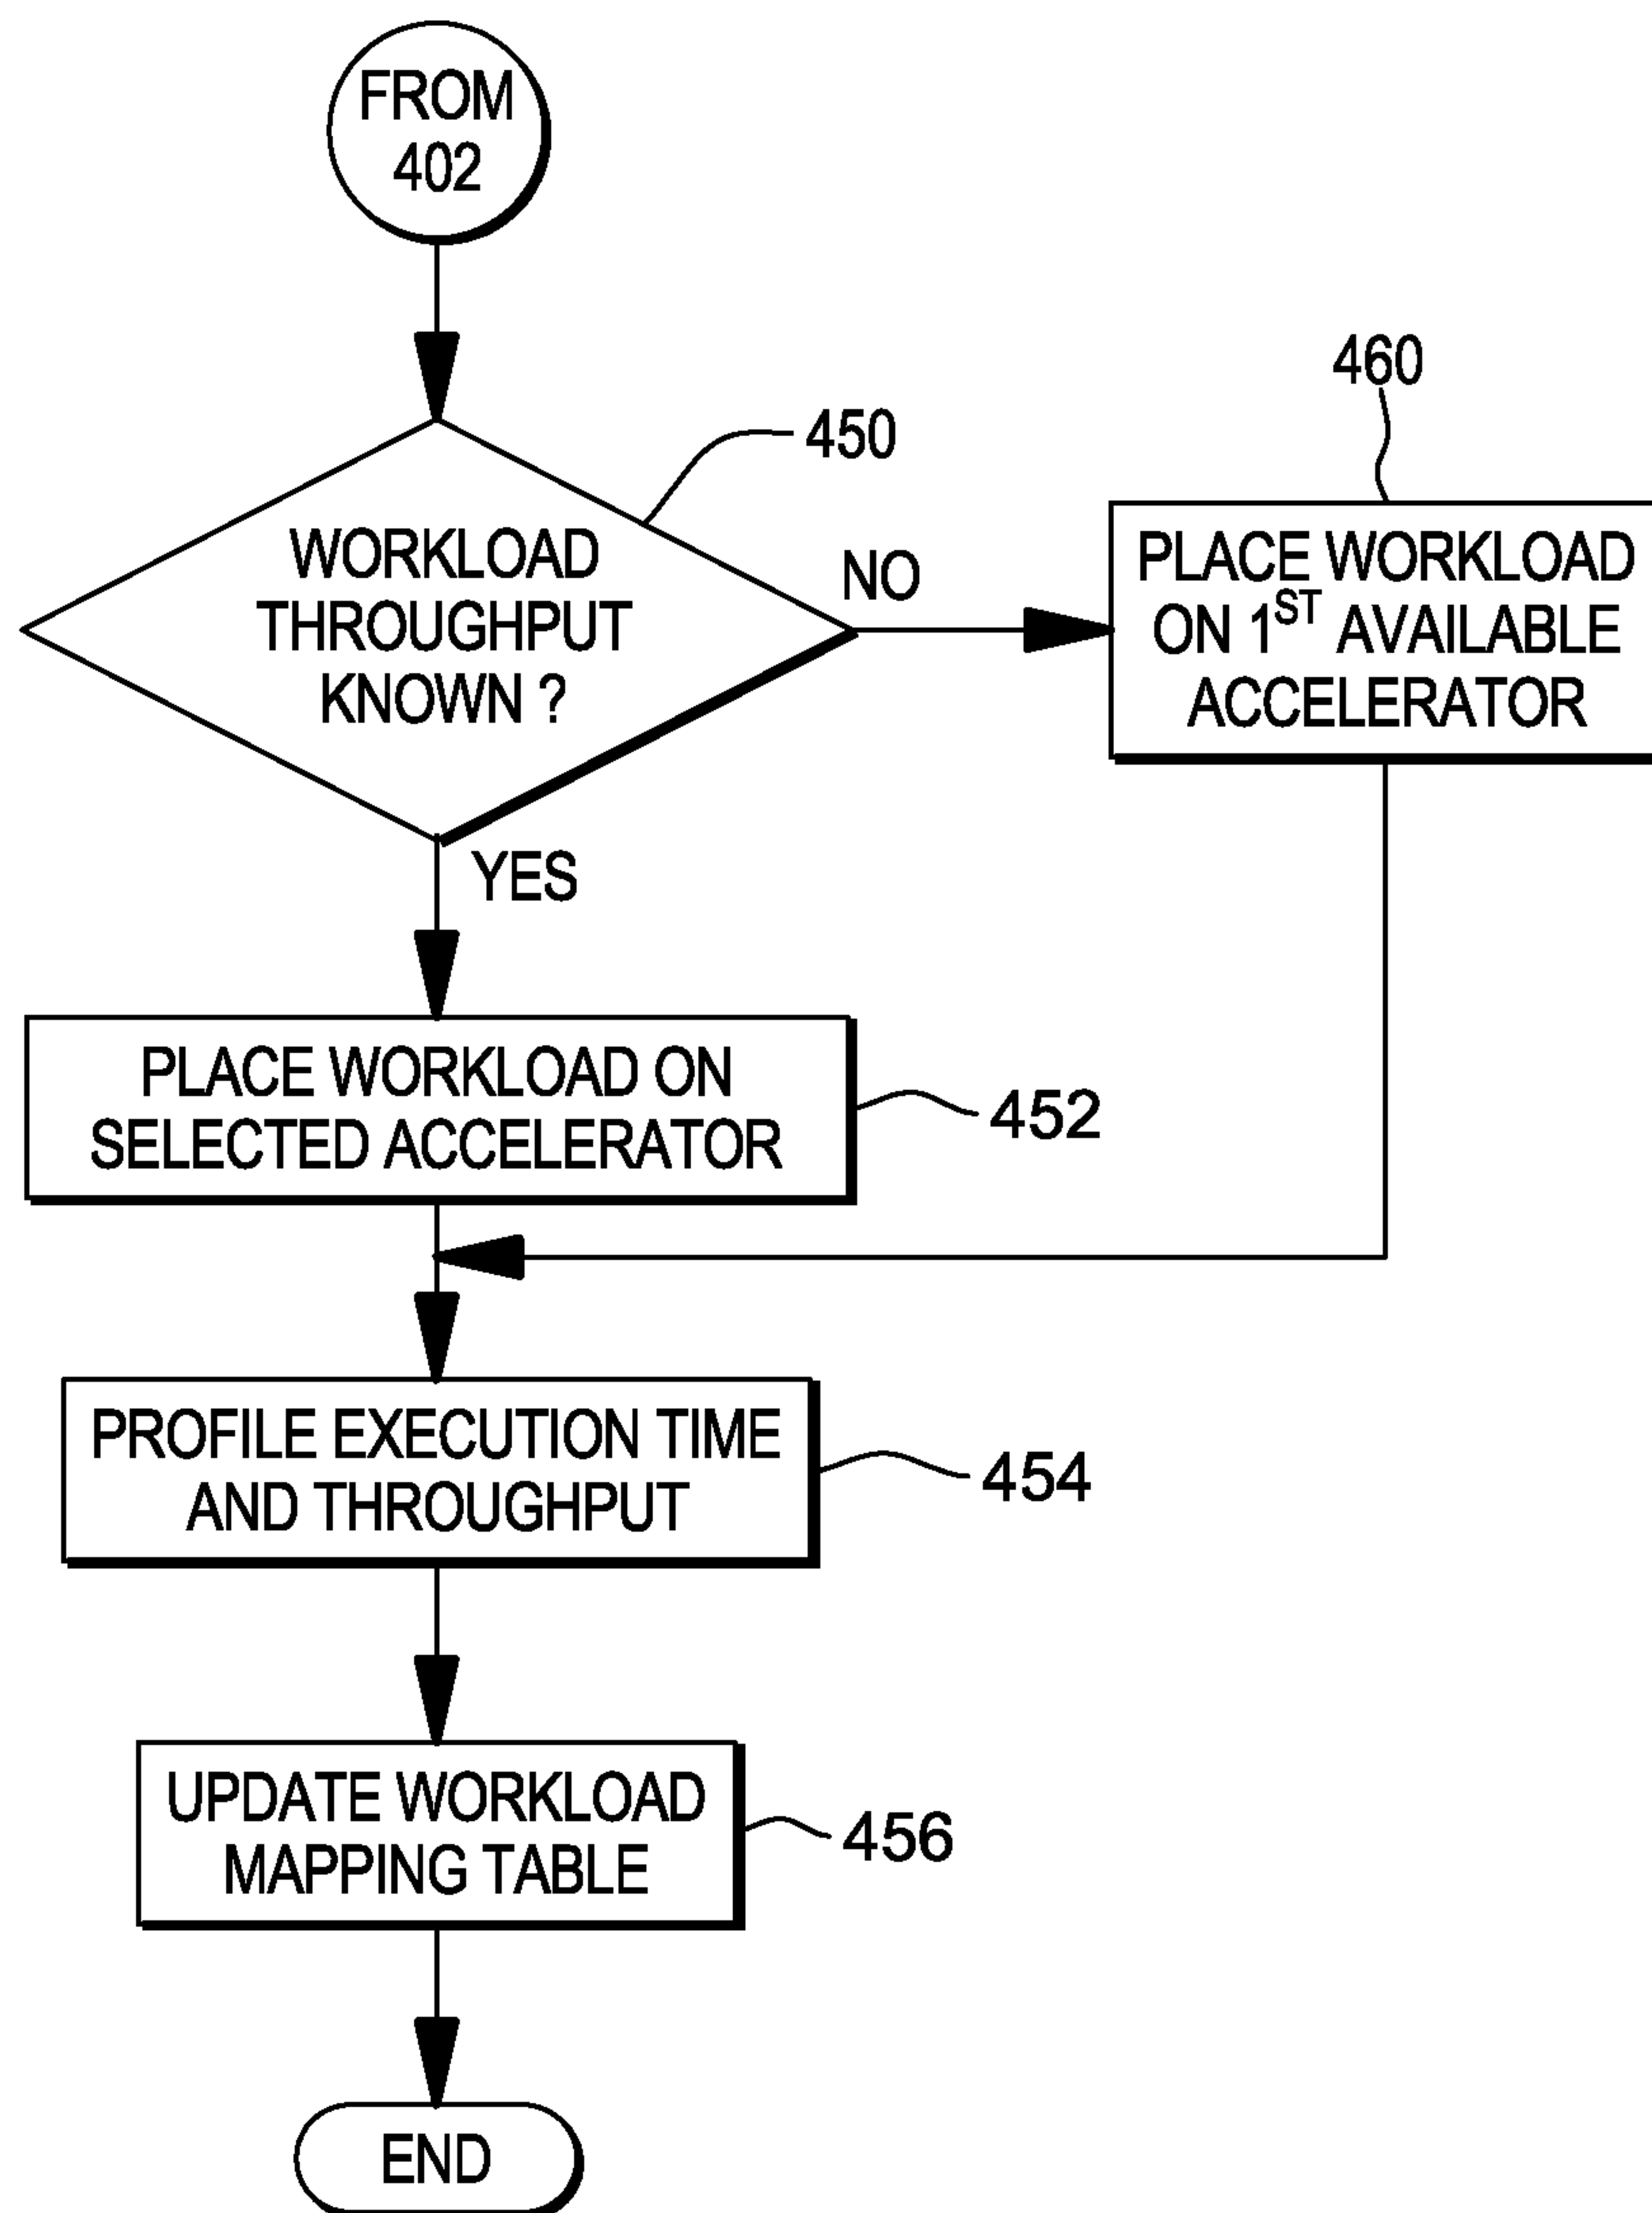 FROM
402
450
WORKLOAD
THROUGHPUT
KNOWN ?
NO
460
PLACE WORKLOAD
ON 1ST AVAILABLE
ACCELERATOR
YES
PLACE WORKLOAD ON
SELECTED ACCELERATOR
452
PROFILE EXECUTION TIME
AND THROUGHPUT
454
UPDATE WORKLOAD
MAPPING TABLE
456
END